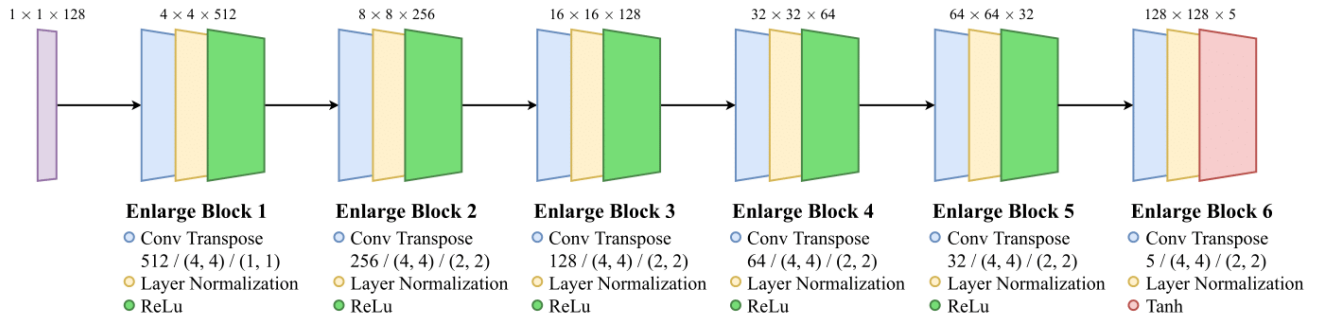 1 × 1 × 128
4 × 4 × 512
8 × 8 × 256
16 × 16 × 128
32 × 32 × 64
64 × 64 × 32
128 × 128 × 5
Enlarge Block 1
Conv Transpose
512 / (4, 4) / (1, 1)
Layer Normalization
ReLu
Enlarge Block 2
Conv Transpose
256 / (4, 4) / (2, 2)
Layer Normalization
ReLu
Enlarge Block 3
Conv Transpose
128 / (4, 4) / (2, 2)
Layer Normalization
ReLu
Enlarge Block 4
Conv Transpose
64 / (4, 4) / (2, 2)
Layer Normalization
ReLu
Enlarge Block 5
Conv Transpose
32 / (4, 4) / (2, 2)
Layer Normalization
ReLu
Enlarge Block 6
Conv Transpose
5 / (4, 4) / (2, 2)
Layer Normalization
Tanh